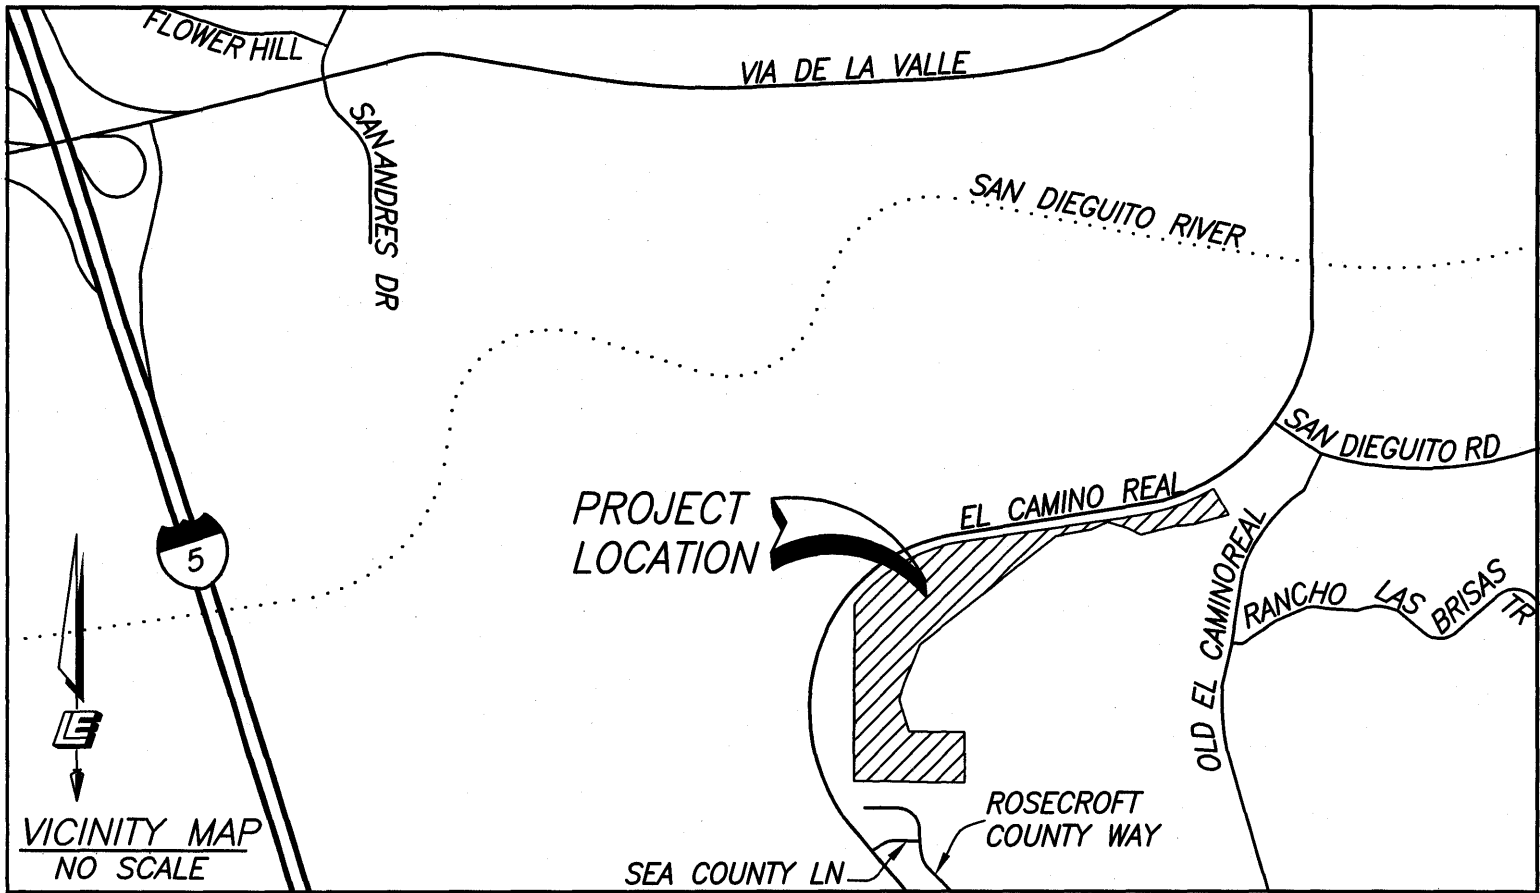 FLOWER HILL
VIA DE LA VALLE
SAN ANDRES DR
SAN DIEGUITO RIVER
SAN DIEGUITO RD
PROJECT
LOCATION
EL CAMINO REAL
5
OLD EL CAMINOREAL
RANCHO LAS BRISAS TR
LE
VICINITY MAP
NO SCALE
ROSECROFT
COUNTY WAY
SEA COUNTY LN